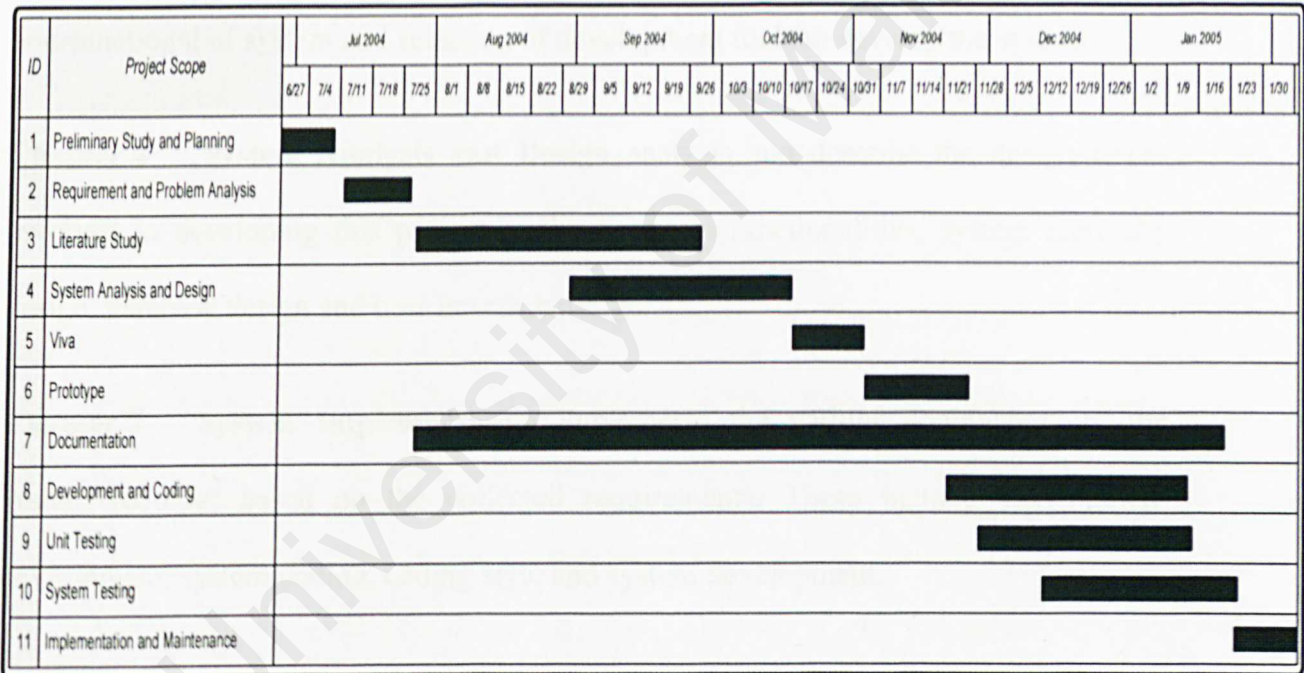 ID Project Scope Jul 2004 Aug 2004 Sep 2004 Oct 2004 Nov 2004 Dec 2004 Jan 2005
6/27 7/4 7/11 7/18 7/25 8/1 8/8 8/15 8/22 8/29 9/5 9/12 9/19 9/26 10/3 10/10 10/17 10/24 10/31 11/7 11/14 11/21 11/28 12/5 12/12 12/19 12/26 1/2 1/9 1/16 1/23 1/30
1 Preliminary Study and Planning
2 Requirement and Problem Analysis
3 Literature Study
4 System Analysis and Design
5 Viva
6 Prototype
7 Documentation
8 Development and Coding
9 Unit Testing
10 System Testing
11 Implementation and Maintenance
University of Ma